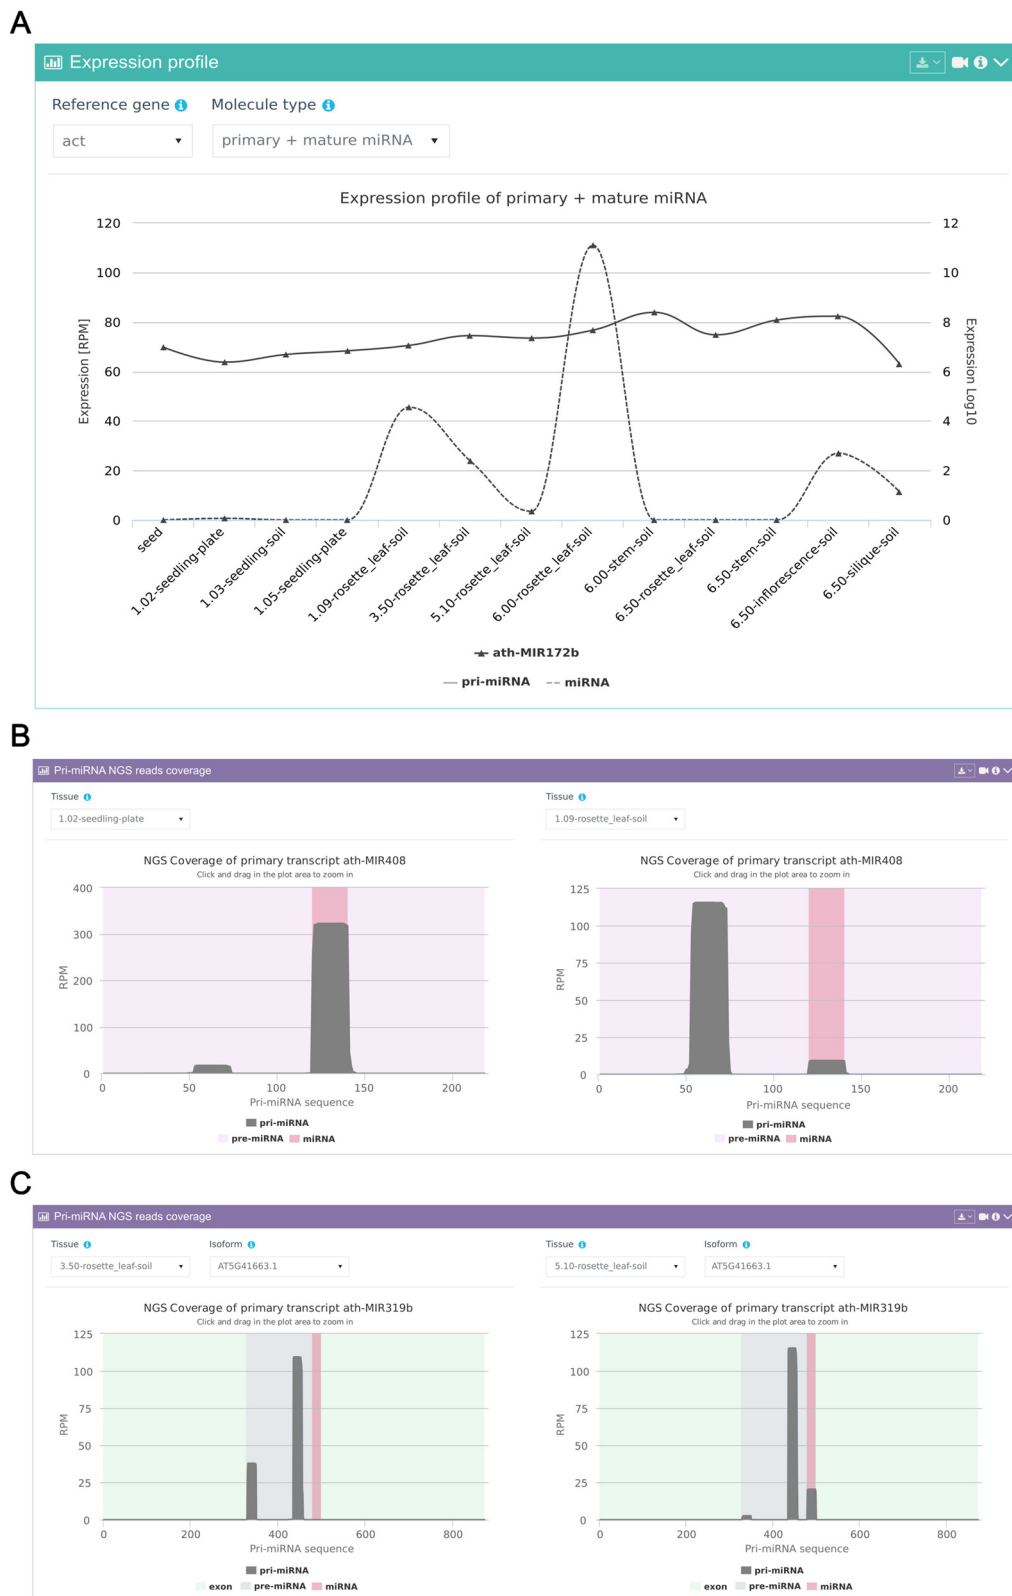 A
Expression profile
Reference gene Molecule type
act primary + mature miRNA
Expression profile of primary + mature miRNA
120 12
100 10
80 8
60 6
40 4
20 2
0 0
Expression [RPM]
Expression Log10
seed
1.02-seedling-plate
1.03-seedling-soil
1.05-seedling-plate
1.09-rosette_leaf-soil
3.50-rosette_leaf-soil
5.10-rosette_leaf-soil
6.00-rosette_leaf-soil
6.00-stem-soil
6.50-rosette_leaf-soil
6.50-stem-soil
6.50-inflorescence-soil
6.50-silique-soil
ath-MIR172b
pri-miRNA miRNA
B
Pri-miRNA NGS reads coverage
Tissue
1.02-seedling-plate
NGS Coverage of primary transcript ath-MIR408
Click and drag in the plot area to zoom in
400
300
200
100
0
RPM
0 50 100 150 200
Pri-miRNA sequence
pri-miRNA
pre-miRNA miRNA
Tissue
1.09-rosette_leaf-soil
NGS Coverage of primary transcript ath-MIR408
Click and drag in the plot area to zoom in
125
100
75
50
25
0
RPM
0 50 100 150 200
Pri-miRNA sequence
pri-miRNA
pre-miRNA miRNA
C
Pri-miRNA NGS reads coverage
Tissue Isoform
3.50-rosette_leaf-soil AT5G41663.1
NGS Coverage of primary transcript ath-MIR319b
Click and drag in the plot area to zoom in
125
100
75
50
25
0
RPM
0 200 400 600 800
Pri-miRNA sequence
pri-miRNA
exon pre-miRNA miRNA
Tissue Isoform
5.10-rosette_leaf-soil AT5G41663.1
NGS Coverage of primary transcript ath-MIR319b
Click and drag in the plot area to zoom in
125
100
75
50
25
0
RPM
0 200 400 600 800
Pri-miRNA sequence
pri-miRNA
exon pre-miRNA miRNA